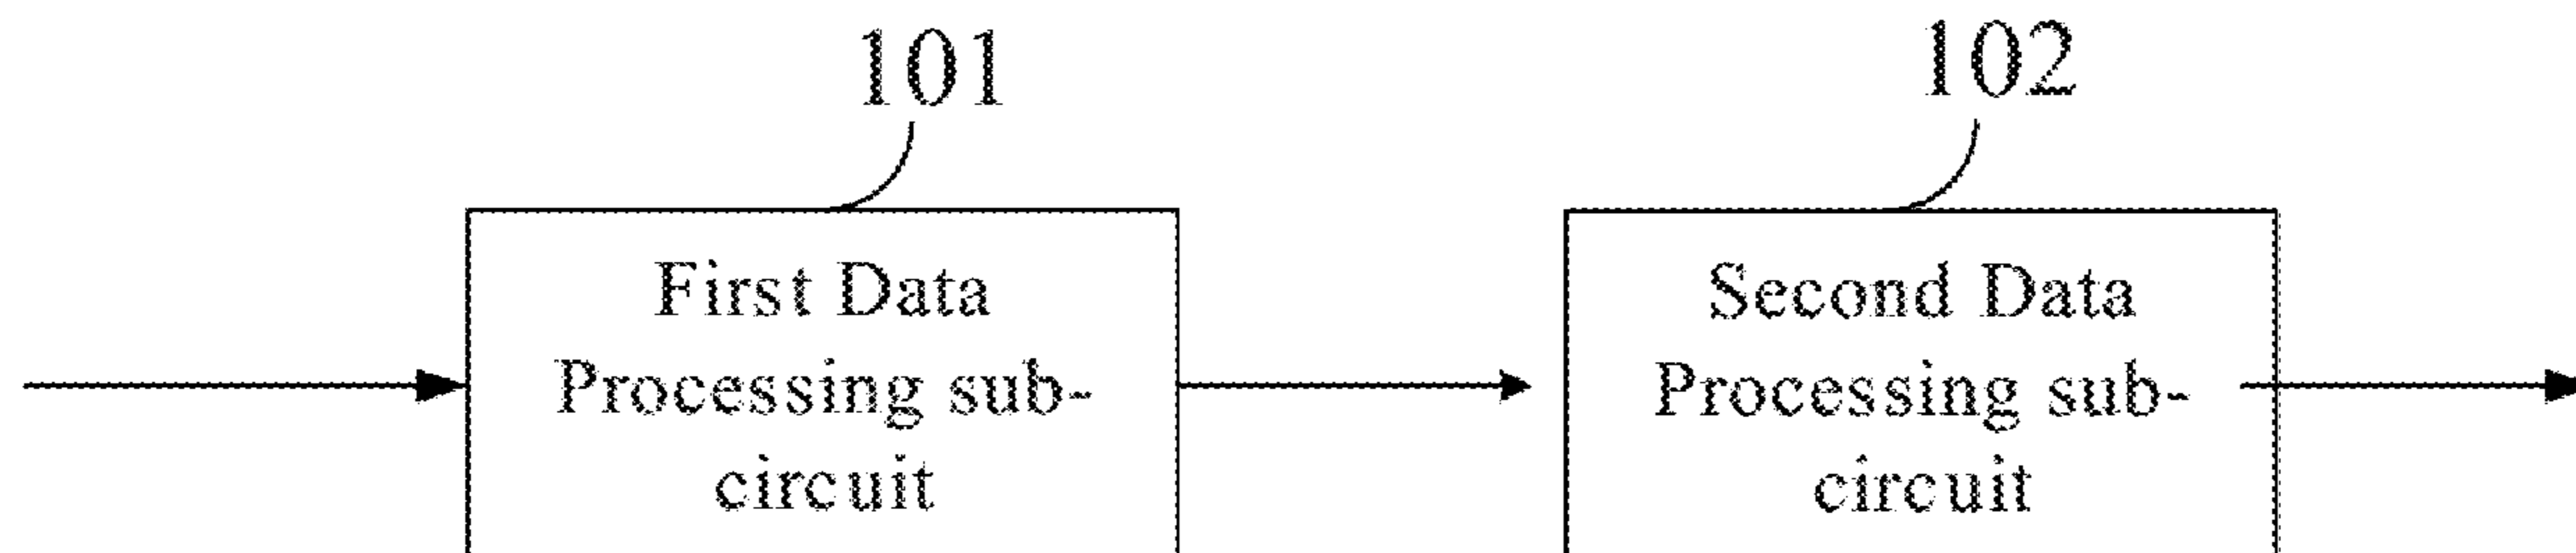 101
102
First Data
Processing sub-
circuit
Second Data
Processing sub-
circuit